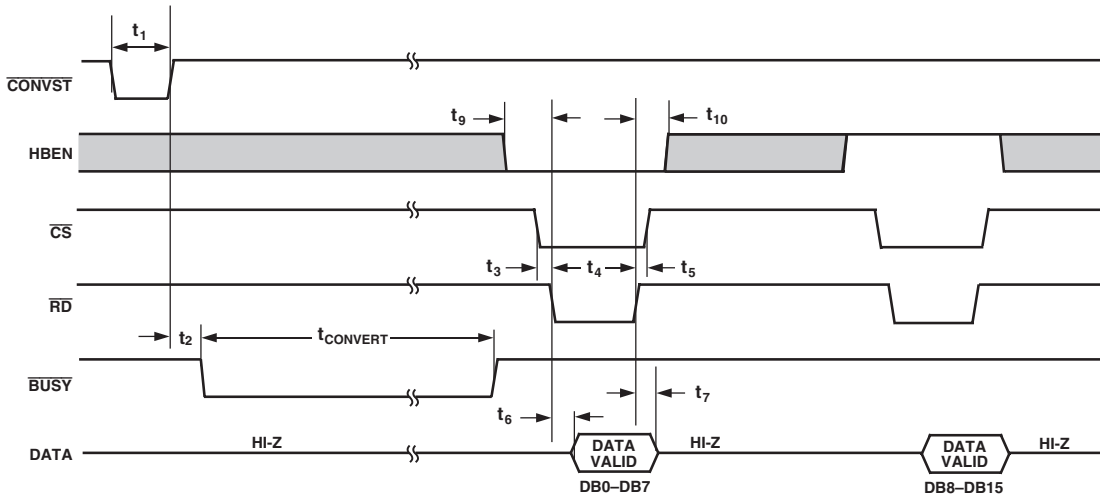 t1
CONVST
t9
t10
HBEN
CS
t3
t4
t5
RD
t2
tCONVERT
BUSY
t6
t7
DATA
HI-Z
DATA
VALID
HI-Z
DATA
VALID
HI-Z
DB0–DB7
DB8–DB15